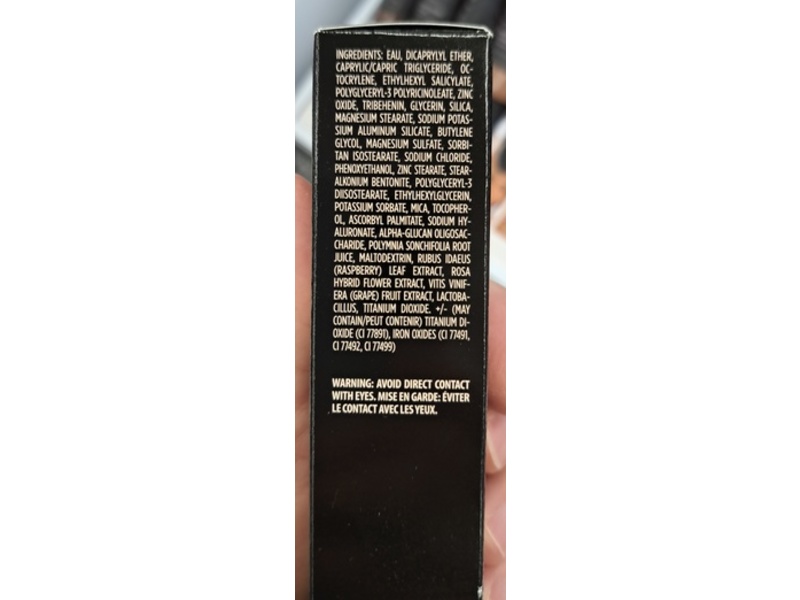 INGREDIENTS: EAU, DICAPRYLYL ETHER,
CAPRYLIC/CAPRIC TRIGLYCERIDE, OC-
TOCRYLENE, ETHYLHEXYL SALICYLATE,
POLYGLYCERYL-3 POLYRICINOLEATE, ZINC
OXIDE, TRIBEHENIN, GLYCERIN, SILICA,
MAGNESIUM STEARATE, SODIUM POTAS-
SIUM ALUMINUM SILICATE, BUTYLENE
GLYCOL, MAGNESIUM SULFATE, SORBI-
TAN ISOSTEARATE, SODIUM CHLORIDE,
PHENOXYETHANOL, ZINC STEARATE, STEAR-
ALKONIUM BENTONITE, POLYGLYCERYL-3
DIISOSTEARATE, ETHYLHEXYLGLYCERIN,
POTASSIUM SORBATE, MICA, TOCOPHER-
OL, ASCORBYL PALMITATE, SODIUM HY-
ALURONATE, ALPHA-GLUCAN OLIGOSAC-
CHARIDE, POLYMNIA SONCHIFOLIA ROOT
JUICE, MALTODEXTRIN, RUBUS IDAEUS
(RASPBERRY) LEAF EXTRACT, ROSA
HYBRID FLOWER EXTRACT, VITIS VINIF-
ERA (GRAPE) FRUIT EXTRACT, LACTOBA-
CILLUS, TITANIUM DIOXIDE. +/- (MAY
CONTAIN/PEUT CONTENIR) TITANIUM DI-
OXIDE (CI 77891), IRON OXIDES (CI 77491,
CI 77492, CI 77499)
WARNING: AVOID DIRECT CONTACT
WITH EYES. MISE EN GARDE: ÉVITER
LE CONTACT AVEC LES YEUX.